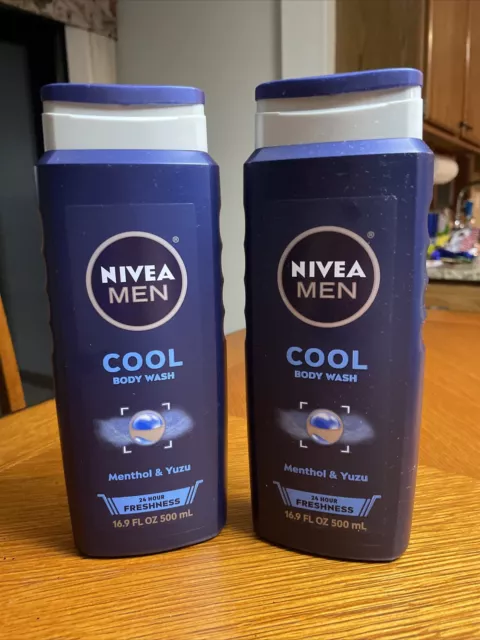 NIVEA
MEN
®
COOL
BODY WASH
Menthol & Yuzu
24 HOUR
FRESHNESS
16.9 FL OZ 500 mL
NIVEA
MEN
®
COOL
BODY WASH
Menthol & Yuzu
24 HOUR
FRESHNESS
16.9 FL OZ 500 mL